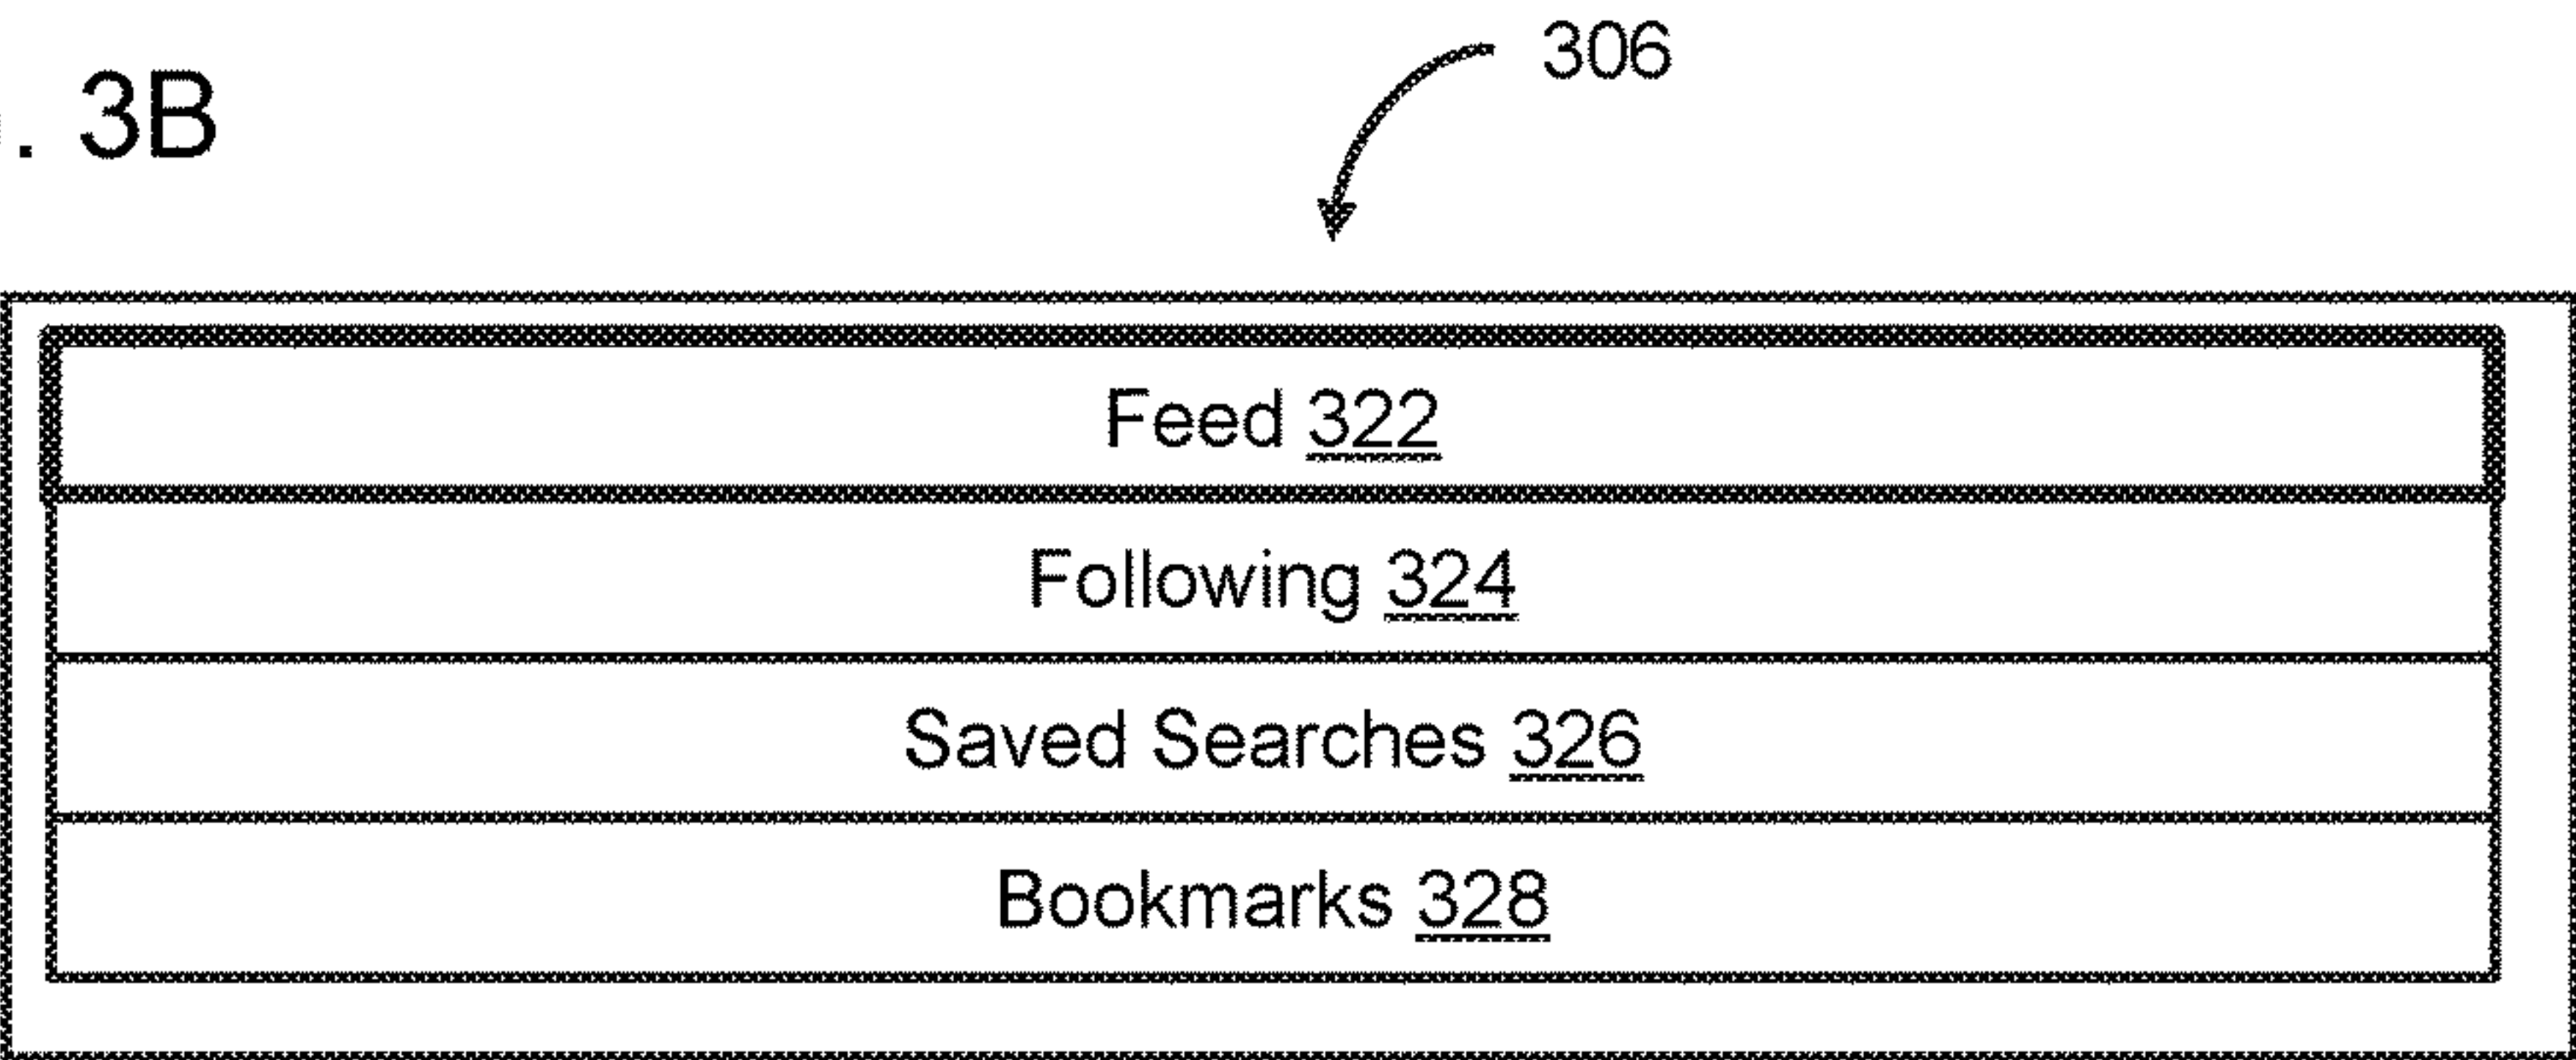 306
. 3B
Feed 322
Following 324
Saved Searches 326
Bookmarks 328